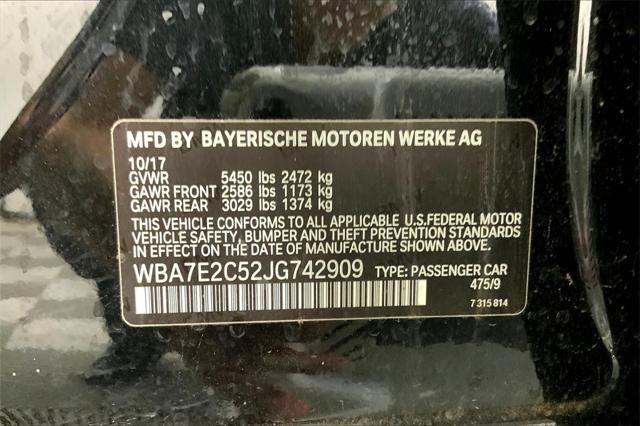 MFD BY BAYERISCHE MOTOREN WERKE AG
10/17
GVWR 5450 lbs 2472 kg
GAWR FRONT 2586 lbs 1173 kg
GAWR REAR 3029 lbs 1374 kg
THIS VEHICLE CONFORMS TO ALL APPLICABLE U.S.FEDERAL MOTOR
VEHICLE SAFETY, BUMPER AND THEFT PREVENTION STANDARDS
IN EFFECT ON THE DATE OF MANUFACTURE SHOWN ABOVE.
WBA7E2C52JG742909 TYPE: PASSENGER CAR
475/9
7 315 814